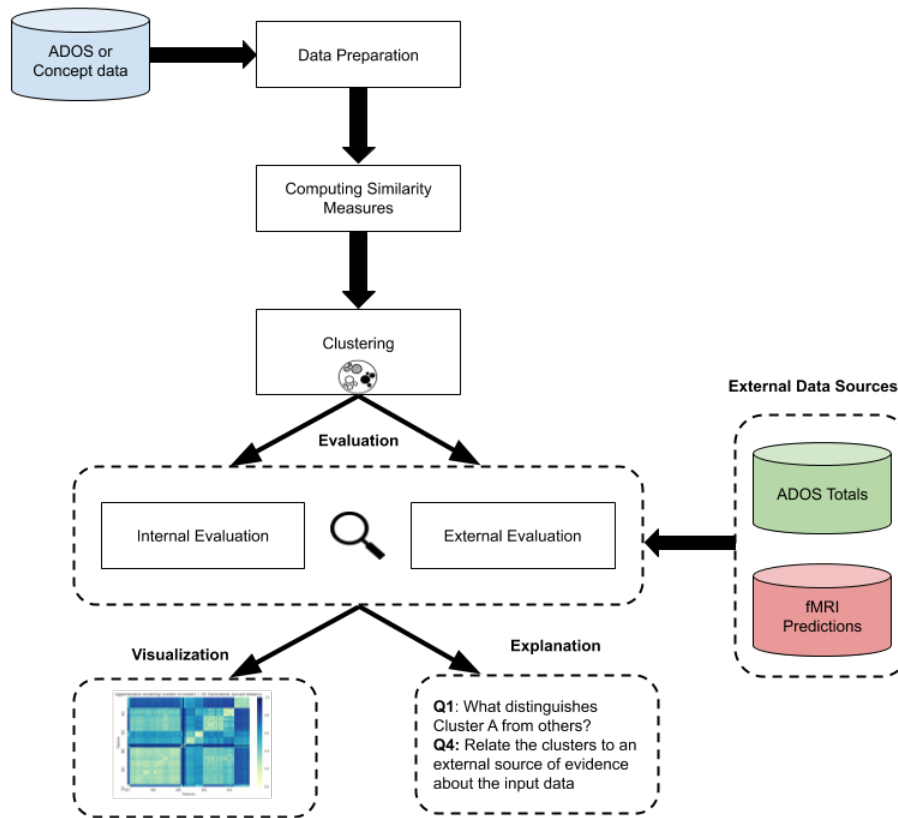 ADOS or
Concept data
Data Preparation
Computing Similarity
Measures
Clustering
External Data Sources
Evaluation
ADOS Totals
Internal Evaluation
External Evaluation
fMRI
Predictions
Visualization
Explanation
Q1: What distinguishes
Cluster A from others?
Q4: Relate the clusters to an
external source of evidence
about the input data